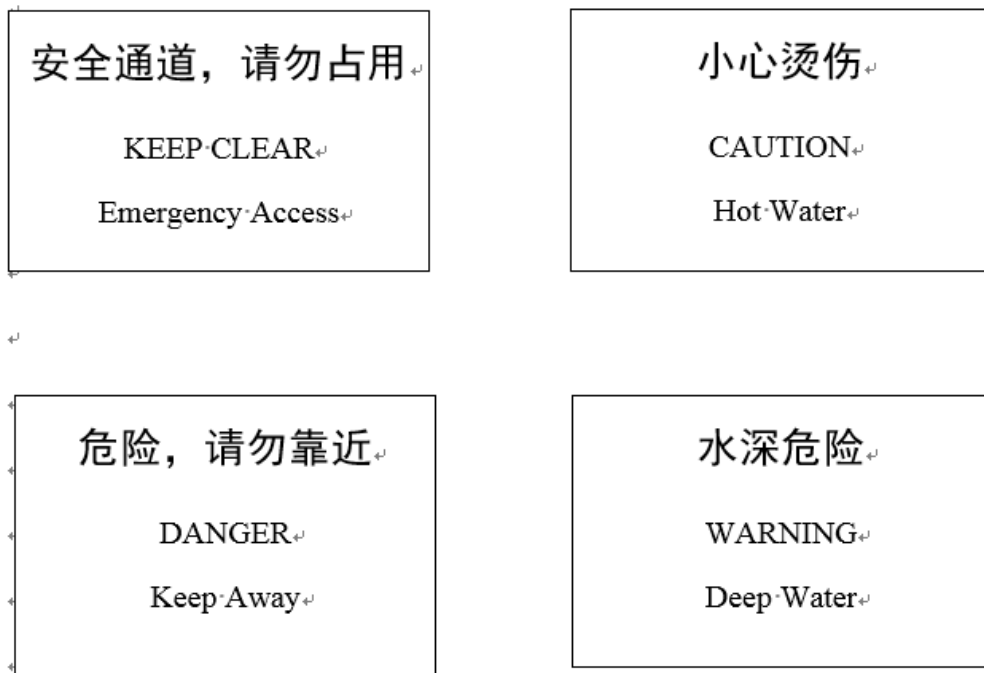 安全通道，请勿占用
KEEP CLEAR
Emergency Access
小心烫伤
CAUTION
Hot Water
危险，请勿靠近
DANGER
Keep Away
水深危险
WARNING
Deep Water